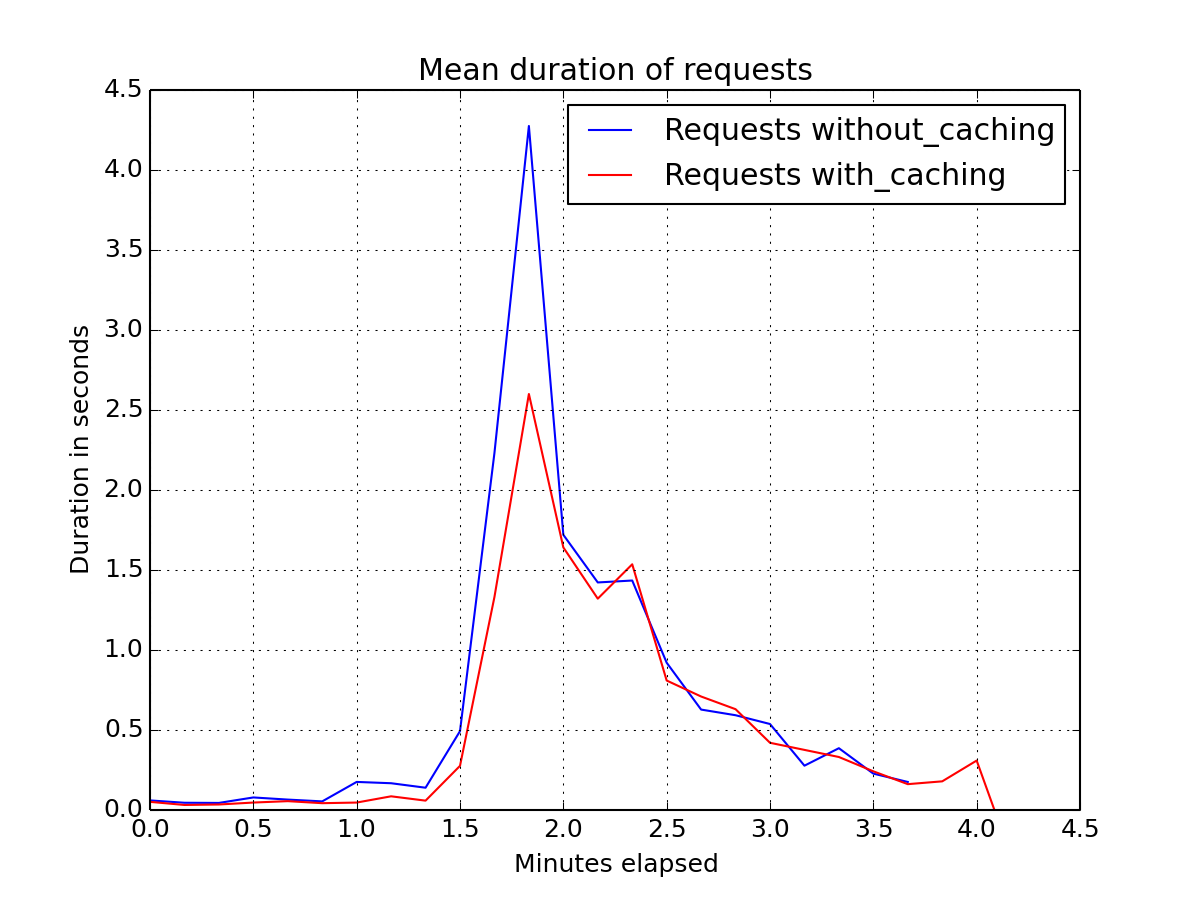 Mean duration of requests
4.5
4.0
3.5
3.0
2.5
2.0
1.5
1.0
0.5
0.0
Duration in seconds
Requests without_caching
Requests with_caching
0.0 0.5 1.0 1.5 2.0 2.5 3.0 3.5 4.0 4.5
Minutes elapsed